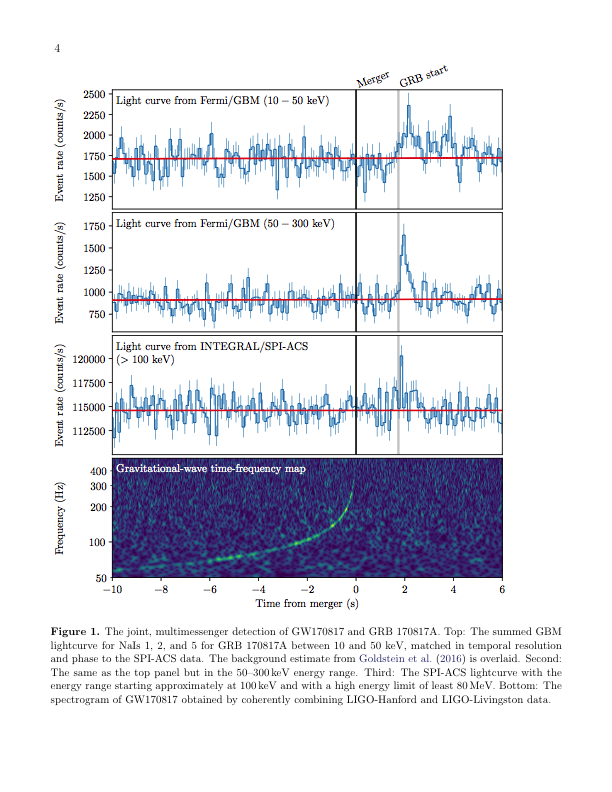 4
Merger
GRB start
2500
2250
2000
1750
1500
1250
Event rate (counts/s)
Light curve from Fermi/GBM (10 − 50 keV)
1750
1500
1250
1000
750
Event rate (counts/s)
Light curve from Fermi/GBM (50 − 300 keV)
120000
117500
115000
112500
Event rate (counts/s)
Light curve from INTEGRAL/SPI-ACS
(> 100 keV)
400
300
200
100
50
Frequency (Hz)
Gravitational-wave time-frequency map
−10 −8 −6 −4 −2 0 2 4 6
Time from merger (s)
Figure 1. The joint, multimessenger detection of GW170817 and GRB 170817A. Top: The summed GBM
lightcurve for NaIs 1, 2, and 5 for GRB 170817A between 10 and 50 keV, matched in temporal resolution
and phase to the SPI-ACS data. The background estimate from Goldstein et al. (2016) is overlaid. Second:
The same as the top panel but in the 50–300 keV energy range. Third: The SPI-ACS lightcurve with the
energy range starting approximately at 100 keV and with a high energy limit of least 80 MeV. Bottom: The
spectrogram of GW170817 obtained by coherently combining LIGO-Hanford and LIGO-Livingston data.